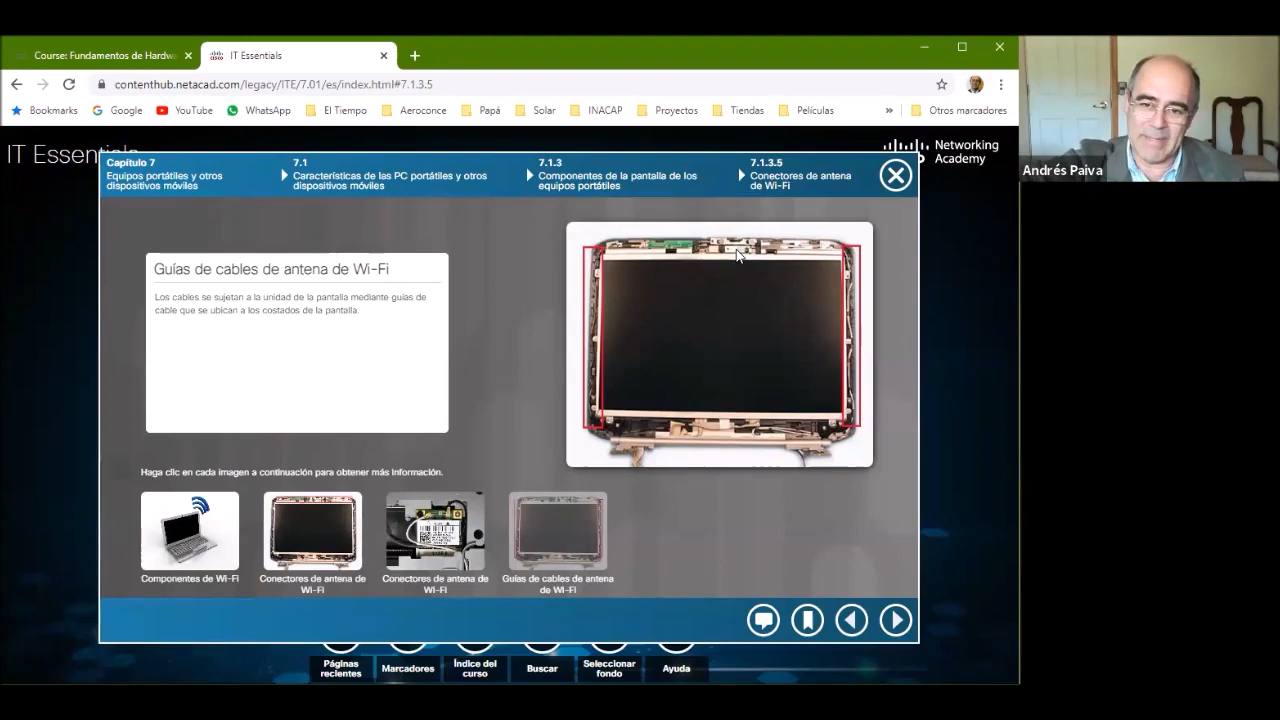 Course: Fundamentos de Hardwa
IT Essentials
contenthub.netacad.com/legacy/ITE/7.01/es/index.html#7.1.3.5
Bookmarks Google YouTube WhatsApp El Tiempo Aeroconce Papá Solar INACAP Proyectos Tiendas Películas » Otros marcadores
IT Essentials
Networking
Academy
Capítulo 7
Equipos portátiles y otros
dispositivos móviles
7.1
Características de las PC portátiles y otros
dispositivos móviles
7.1.3
Componentes de la pantalla de los
equipos portátiles
7.1.3.5
Conectores de antena
de Wi-Fi
Andrés Paiva
Guías de cables de antena de Wi-Fi
Los cables se sujetan a la unidad de la pantalla mediante guías de
cable que se ubican a los costados de la pantalla.
Haga clic en cada imagen a continuación para obtener más información.
Componentes de Wi-Fi
Conectores de antena de
Wi-Fi
Conectores de antena de
Wi-Fi
Guías de cables de antena
de Wi-Fi
Páginas
recientes
Marcadores
Índice del
curso
Buscar
Seleccionar
fondo
Ayuda